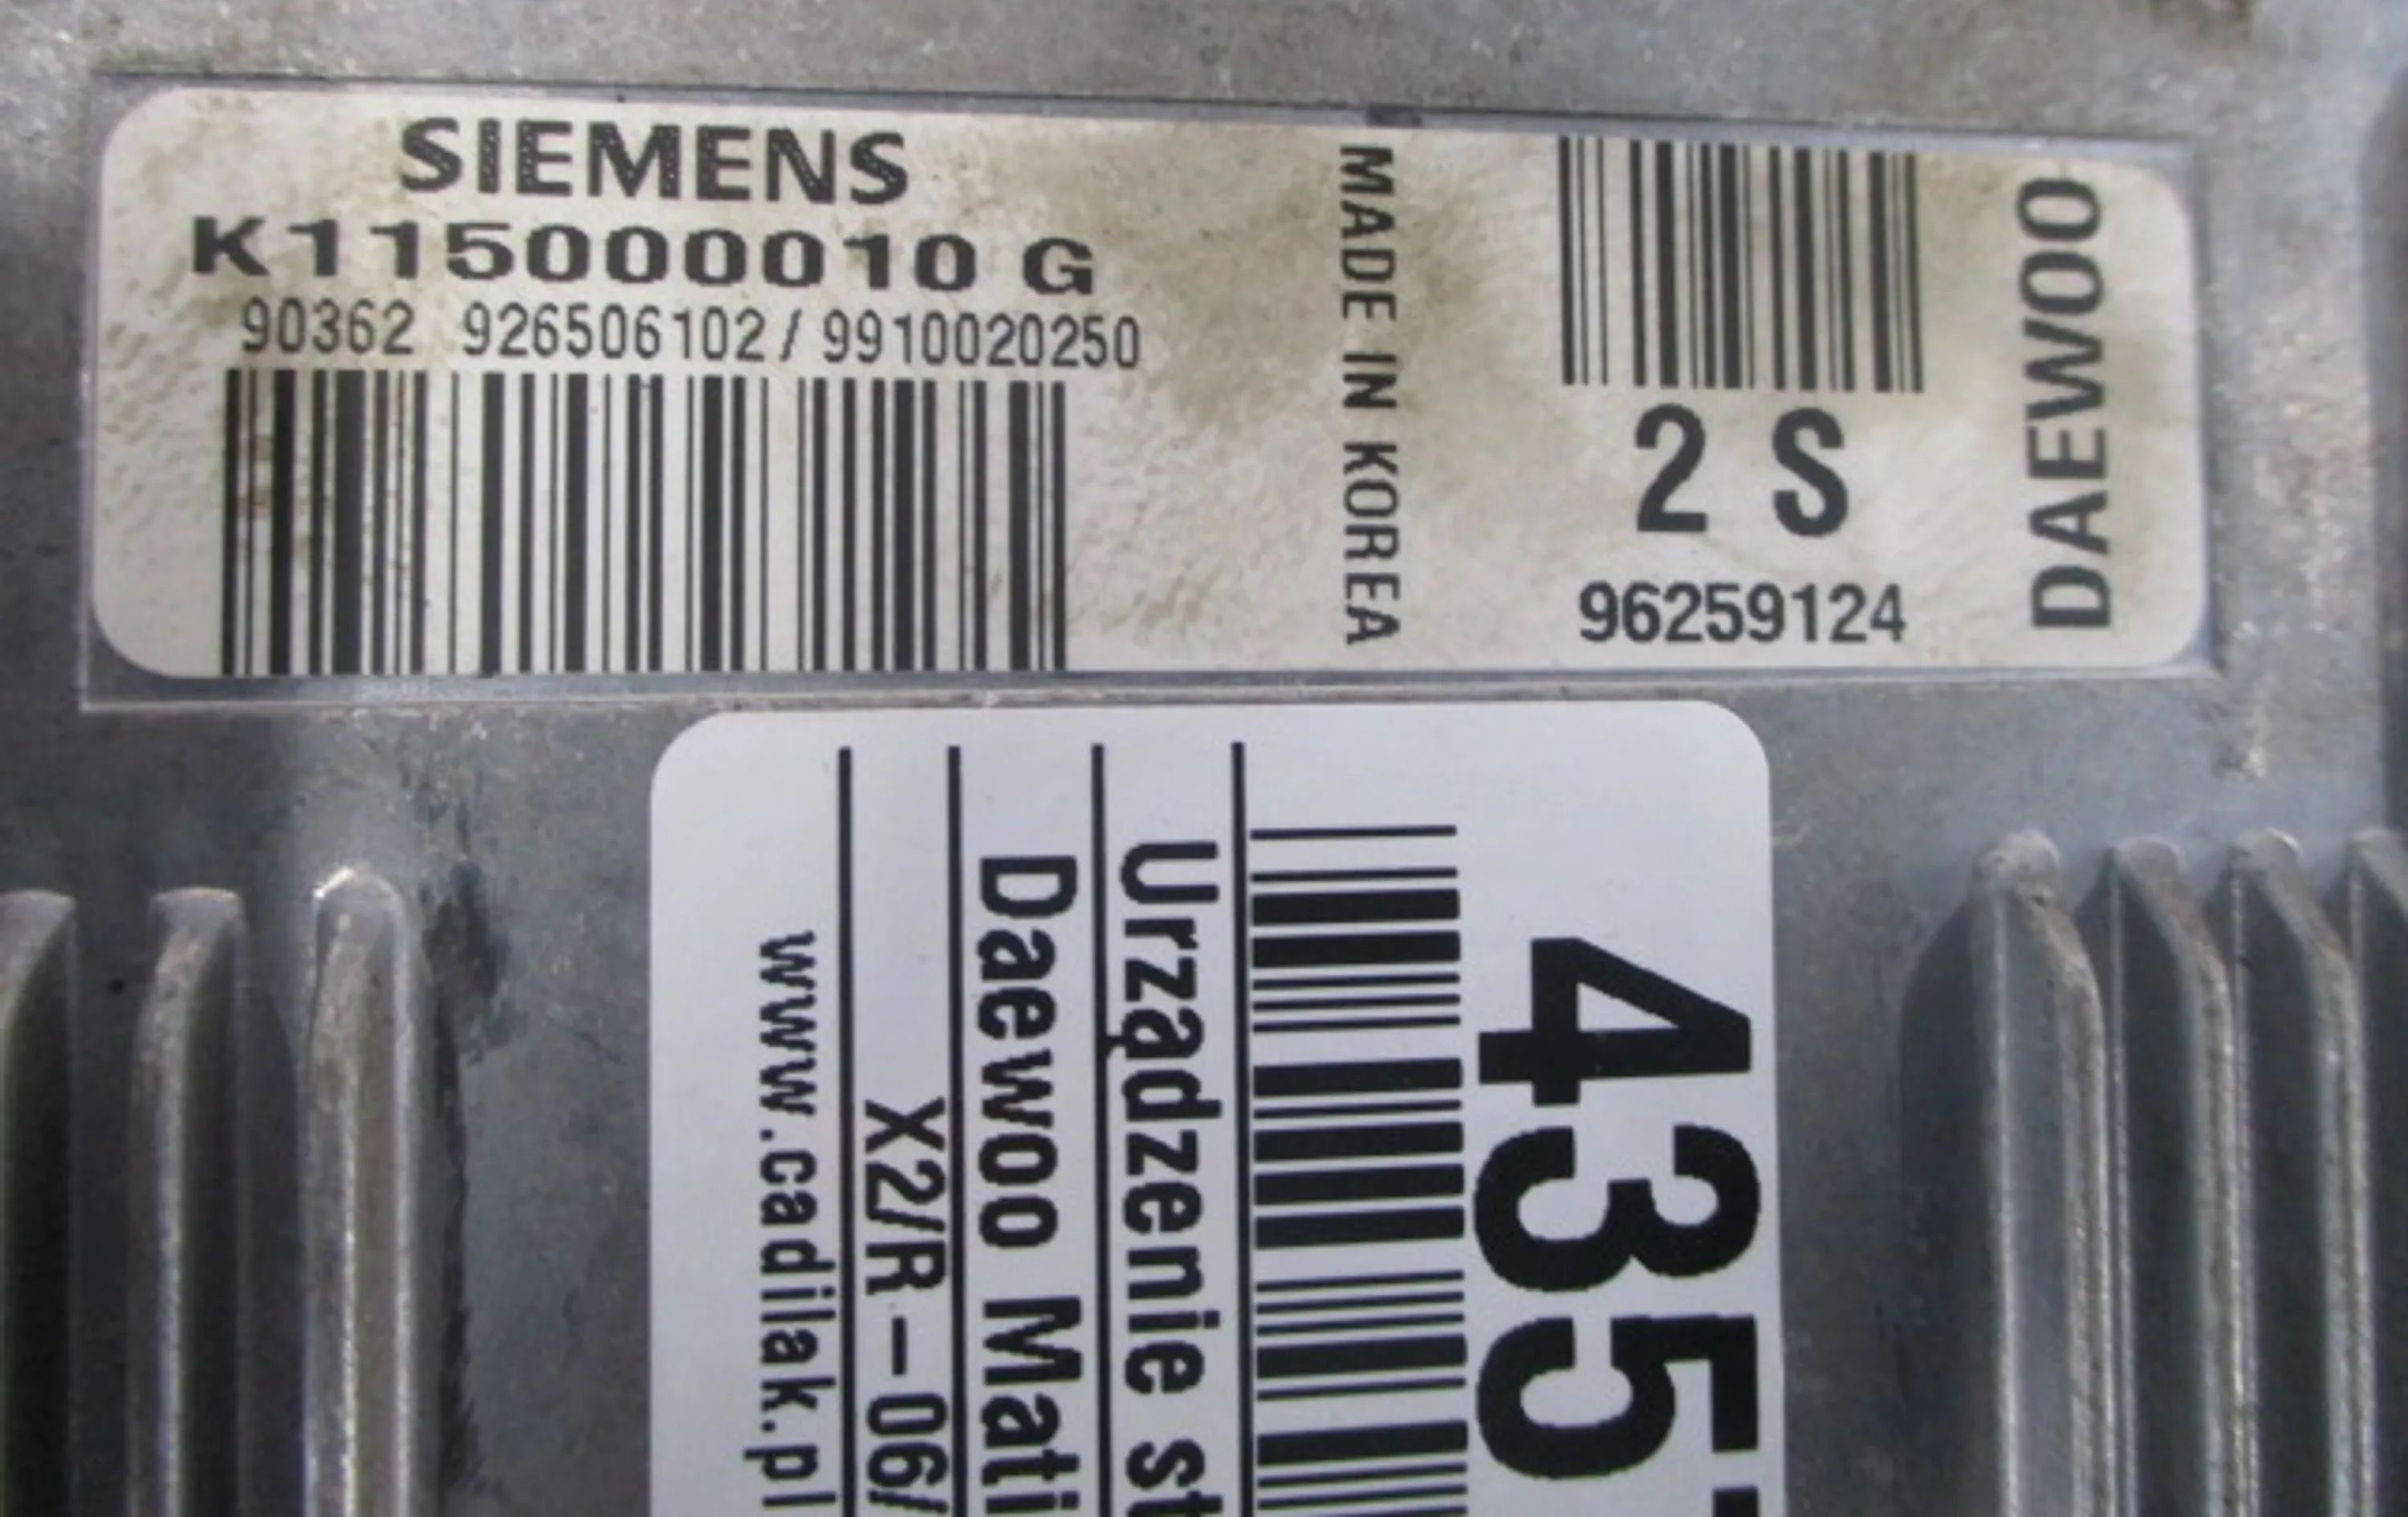 SIEMENS
K115000010 G
90362 926506102 / 9910020250
MADE IN KOREA
2 S
96259124
DAEWOO
435
Urządzenie st
Daewoo Mati
X2/R - 06/
www.cadilak.pl